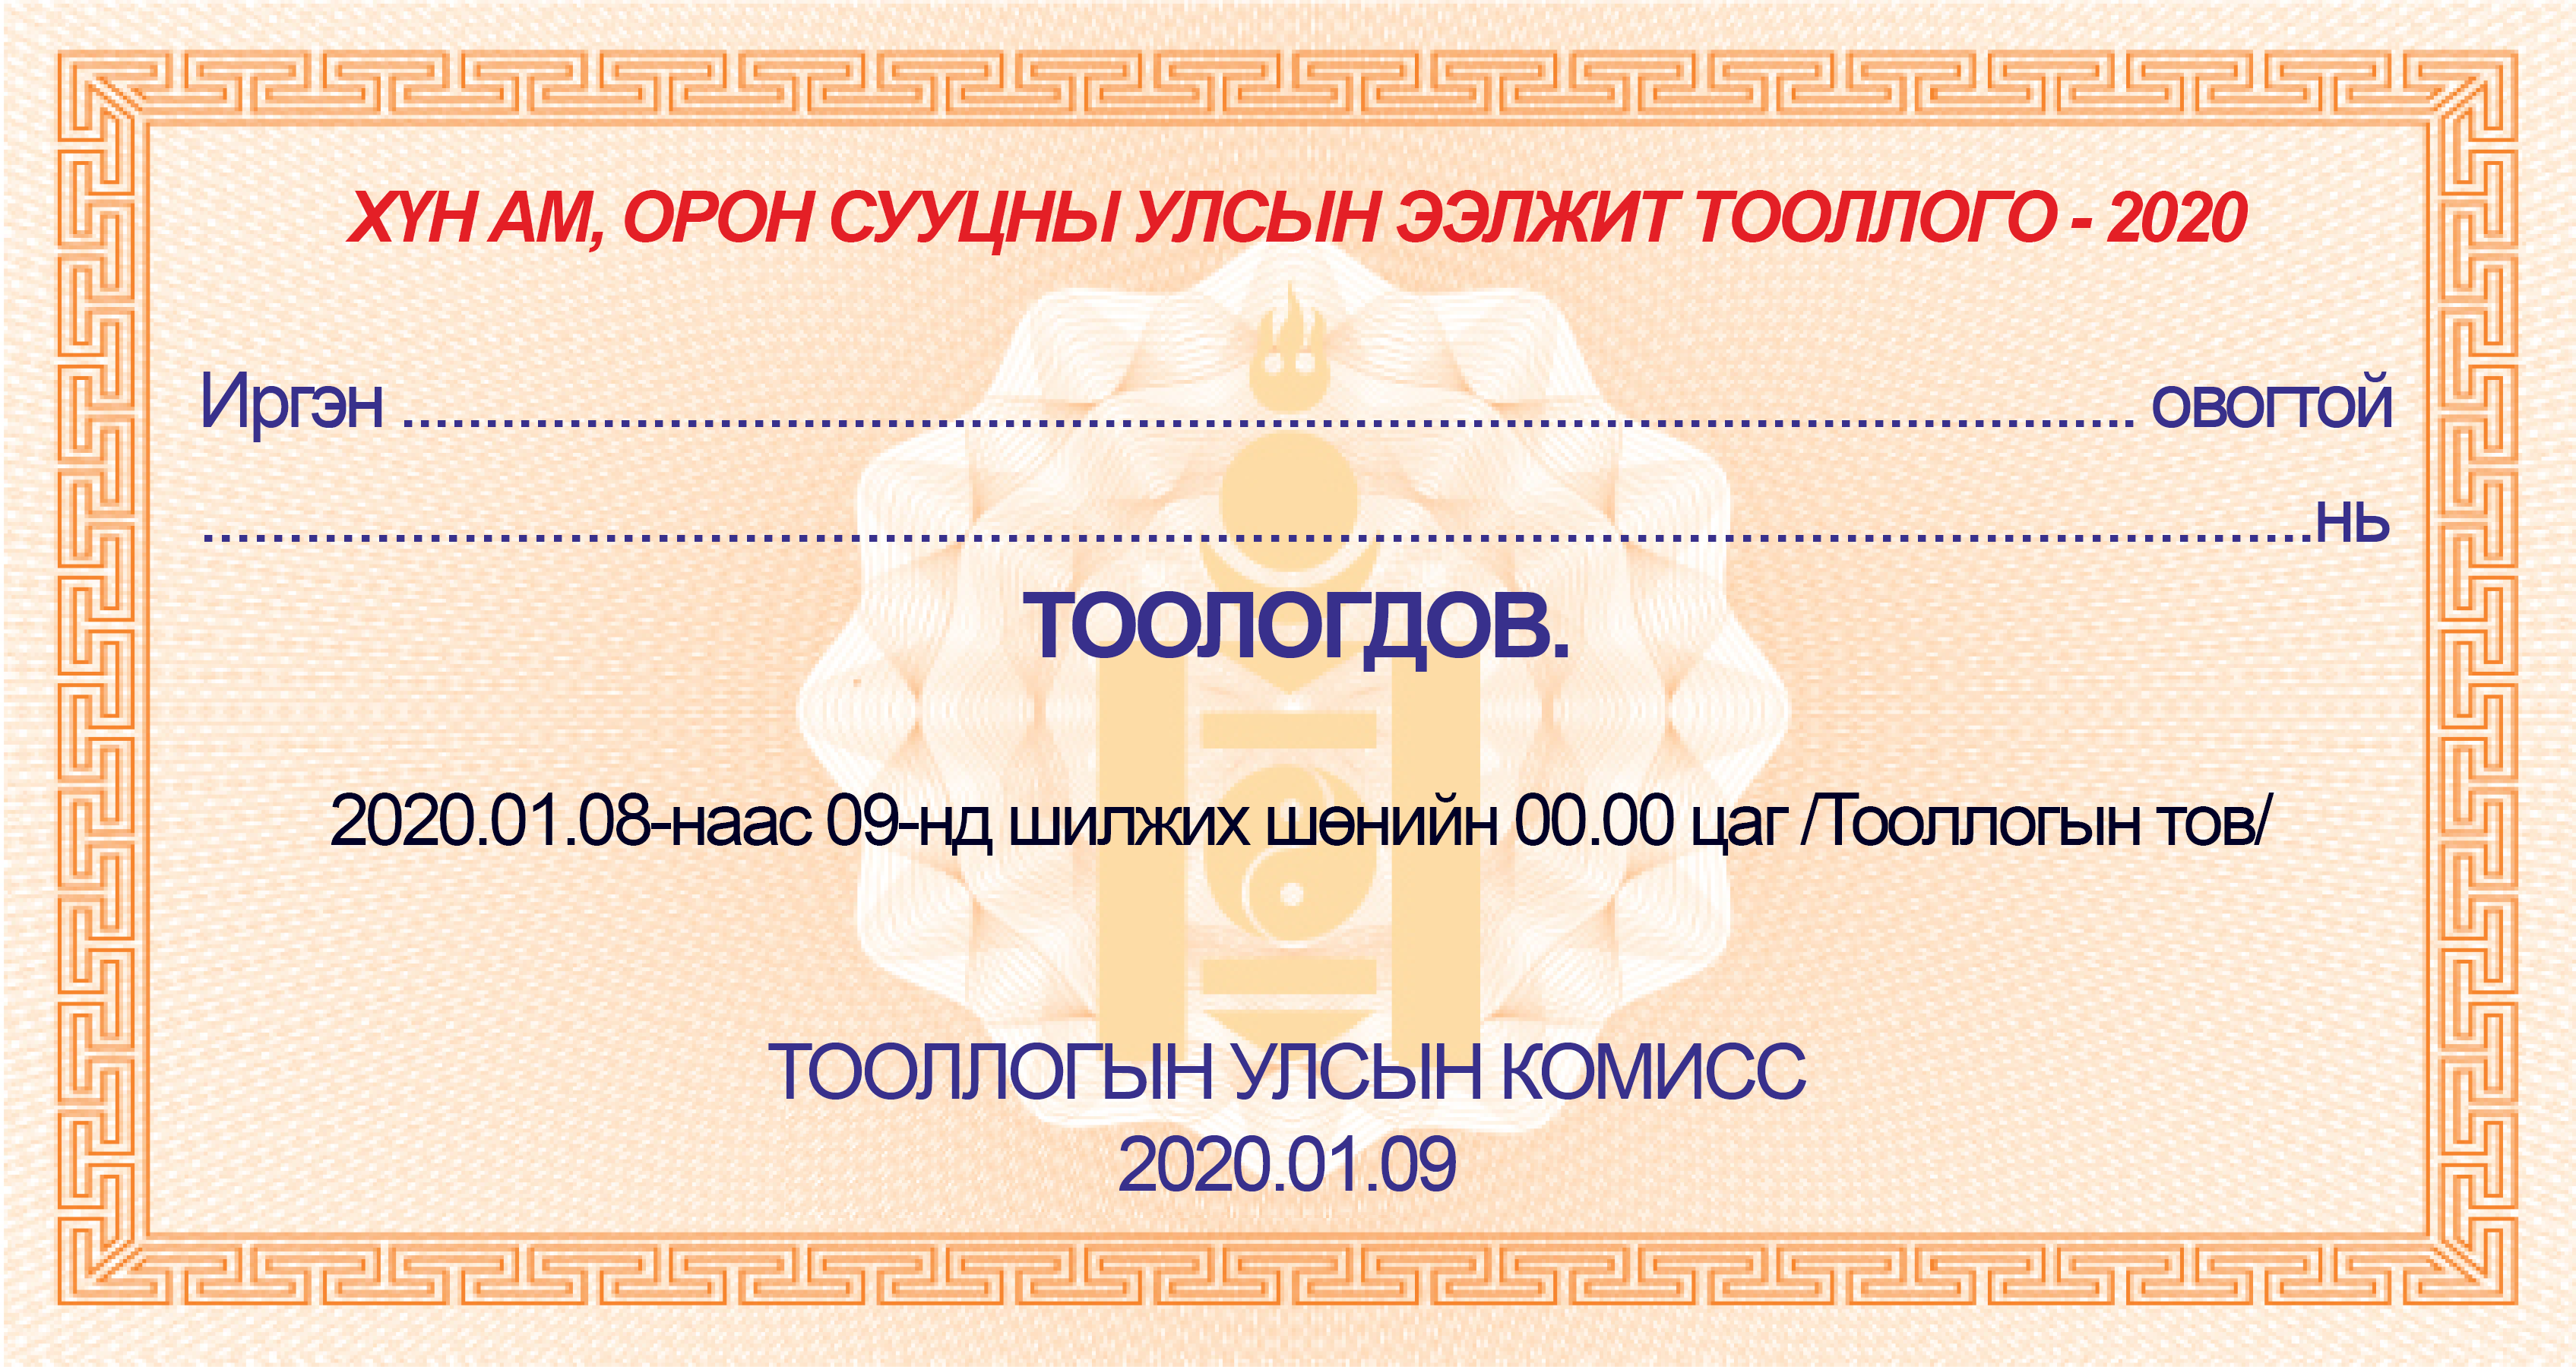 ХҮН АМ, ОРОН СУУЦНЫ УЛСЫН ЭЭЛЖИТ ТООЛЛОГО - 2020
Иргэн .................................................................................................... овогтой
..........................................................................................................................нь
ТООЛОГДОВ.
2020.01.08-наас 09-нд шилжих шөнийн 00.00 цаг /Тооллогын тов/
ТООЛЛОГЫН УЛСЫН КОМИСС
2020.01.09